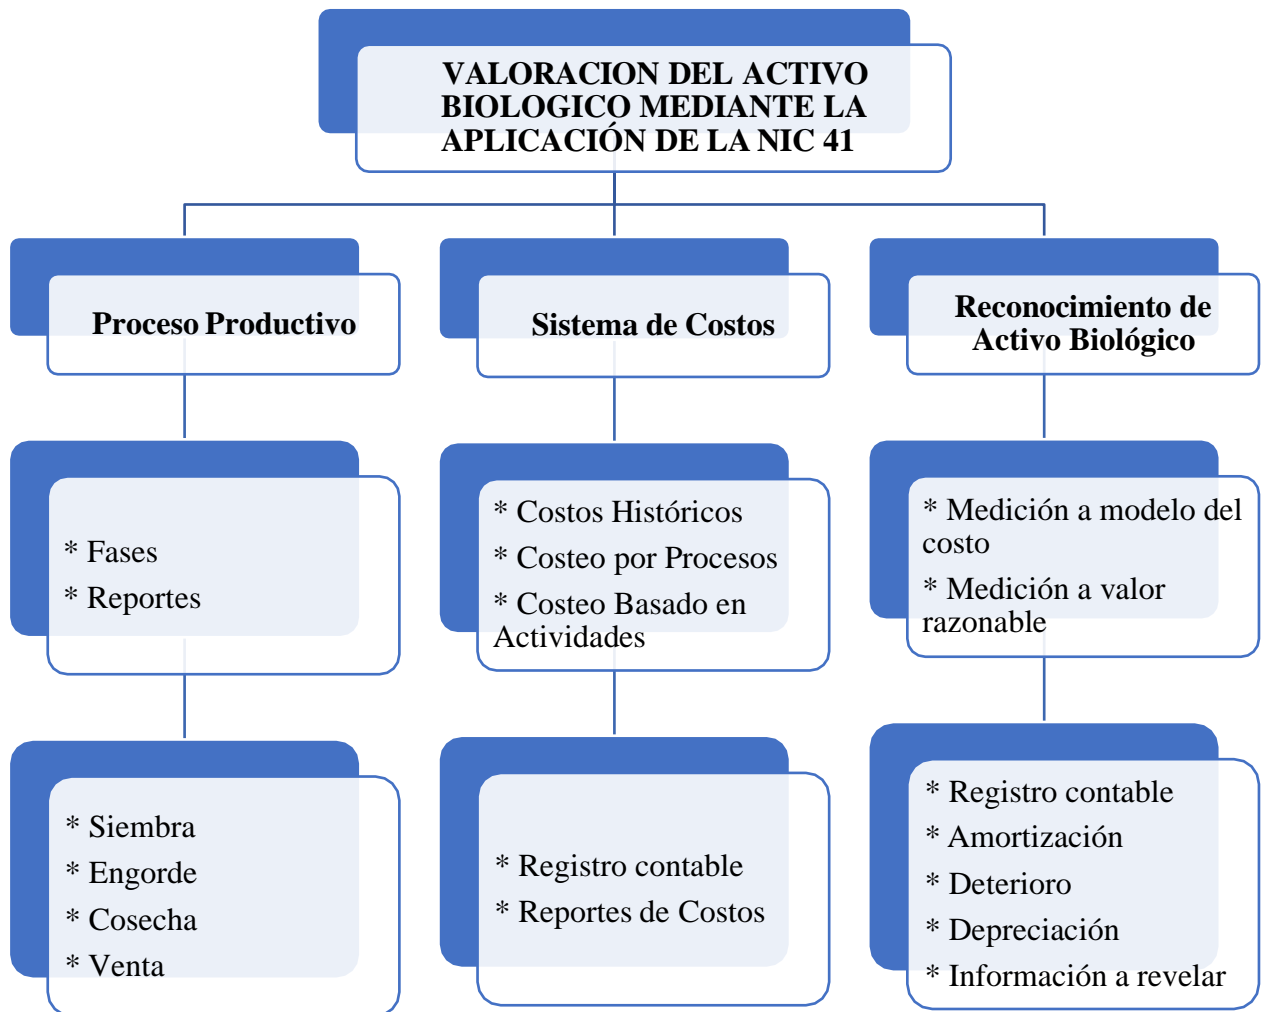 VALORACION DEL ACTIVO
BIOLOGICO MEDIANTE LA
APLICACIÓN DE LA NIC 41
Proceso Productivo
Sistema de Costos
Reconocimiento de
Activo Biológico
* Fases
* Reportes
* Costos Históricos
* Costeo por Procesos
* Costeo Basado en
Actividades
* Medición a modelo del
costo
* Medición a valor
razonable
* Siembra
* Engorde
* Cosecha
* Venta
* Registro contable
* Reportes de Costos
* Registro contable
* Amortización
* Deterioro
* Depreciación
* Información a revelar